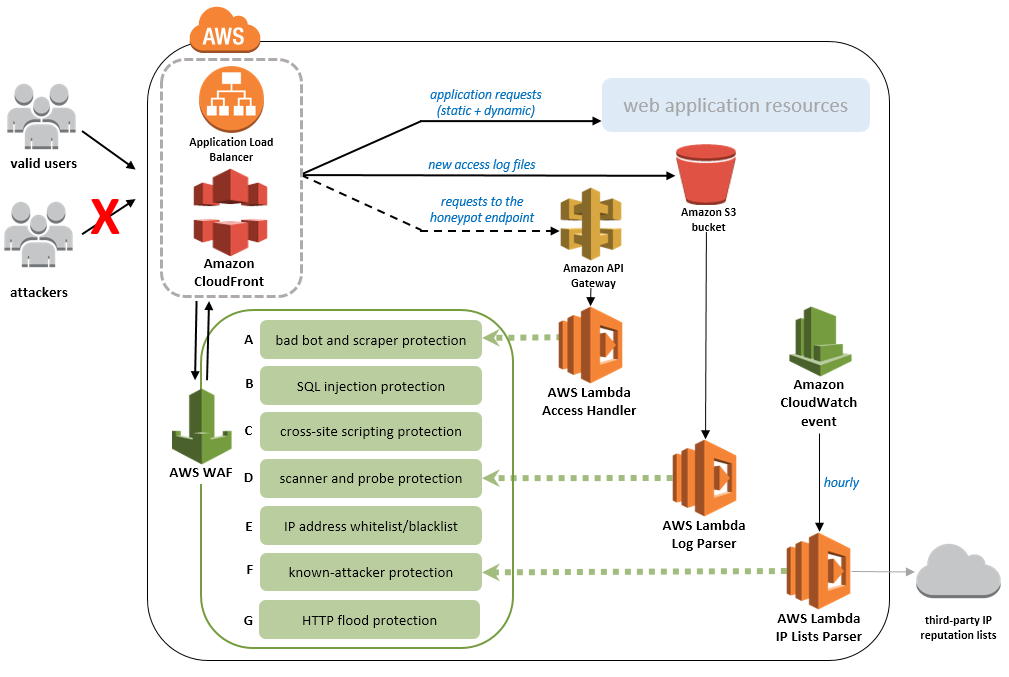 AWS
valid users
X
attackers
Application Load
Balancer
Amazon
CloudFront
application requests
(static + dynamic)
web application resources
new access log files
Amazon S3
bucket
requests to the
honeypot endpoint
Amazon API
Gateway
AWS Lambda
Access Handler
Amazon
CloudWatch
event
hourly
AWS WAF
A bad bot and scraper protection
B SQL injection protection
C cross-site scripting protection
D scanner and probe protection
E IP address whitelist/blacklist
F known-attacker protection
G HTTP flood protection
AWS Lambda
Log Parser
AWS Lambda
IP Lists Parser
third-party IP
reputation lists